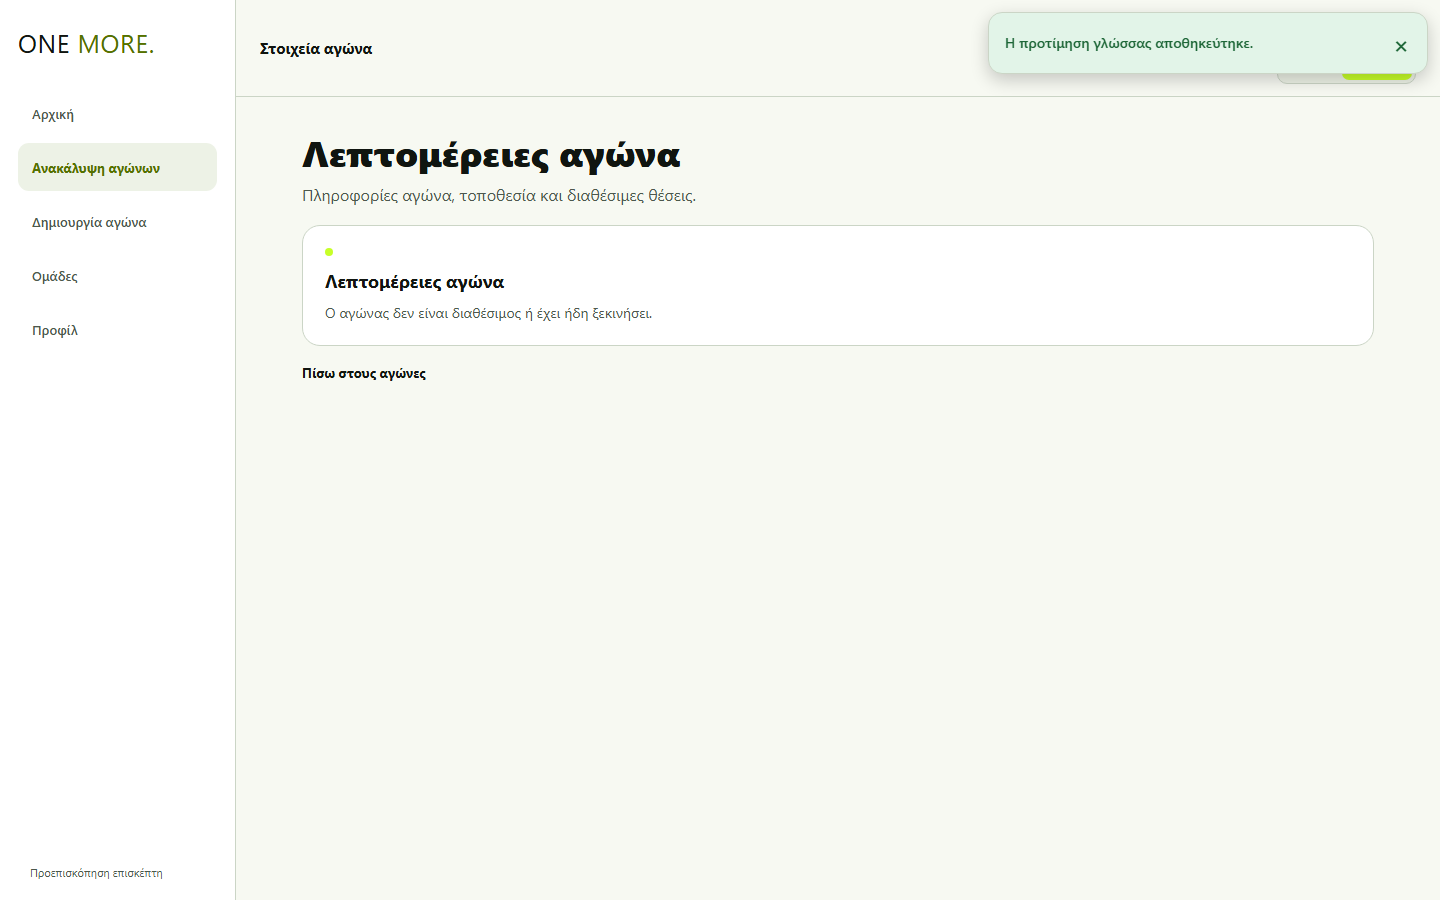 ONE MORE.
Αρχική
Ανακάλυψη αγώνων
Δημιουργία αγώνα
Ομάδες
Προφίλ
Προεπισκόπηση επισκέπτη
Στοιχεία αγώνα
Η προτίμηση γλώσσας αποθηκεύτηκε.
Λεπτομέρειες αγώνα
Πληροφορίες αγώνα, τοποθεσία και διαθέσιμες θέσεις.
Λεπτομέρειες αγώνα
Ο αγώνας δεν είναι διαθέσιμος ή έχει ήδη ξεκινήσει.
Πίσω στους αγώνες